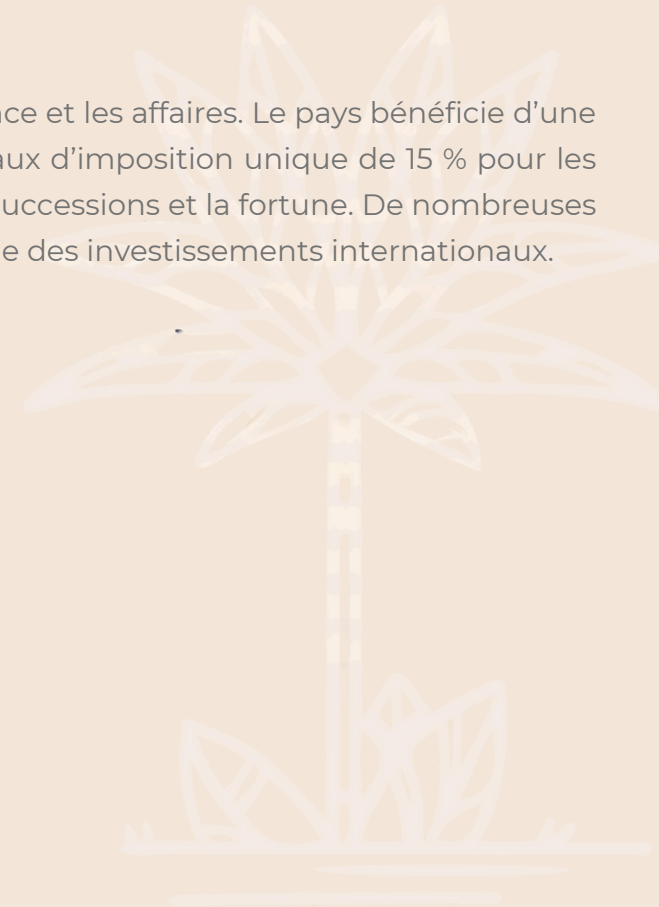 ce et les affaires. Le pays bénéficie d’une
aux d’imposition unique de 15 % pour les
uccessions et la fortune. De nombreuses
e des investissements internationaux.